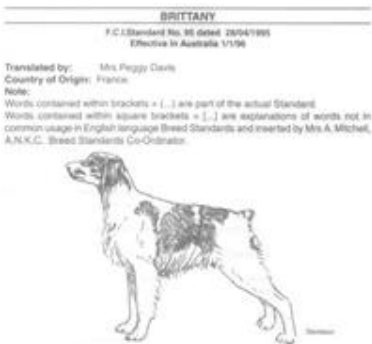 BRITTANY
F.C.I.Standard No. 95 dated 28/04/1995
Effective in Australia 1/1/96
Translated by: Mrs Peggy Davis
Country of Origin: France
Note:
Words contained within brackets = (...) are part of the actual Standard.
Words contained within square brackets = [...] are explanations of words not in
common usage in English language Breed Standards and inserted by Mrs A. Mitchell,
A.N.K.C. Breed Standards Co-Ordinator.